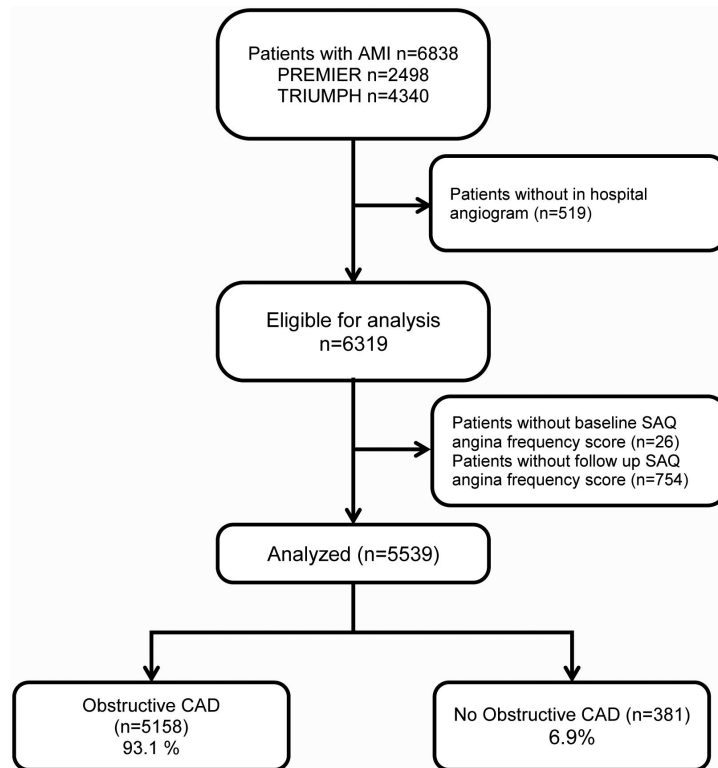 Patients with AMI n=6838
PREMIER n=2498
TRIUMPH n=4340
Patients without in hospital
angiogram (n=519)
Eligible for analysis
n=6319
Patients without baseline SAQ
angina frequency score (n=26)
Patients without follow up SAQ
angina frequency score (n=754)
Analyzed (n=5539)
Obstructive CAD
(n=5158)
93.1 %
No Obstructive CAD (n=381)
6.9%